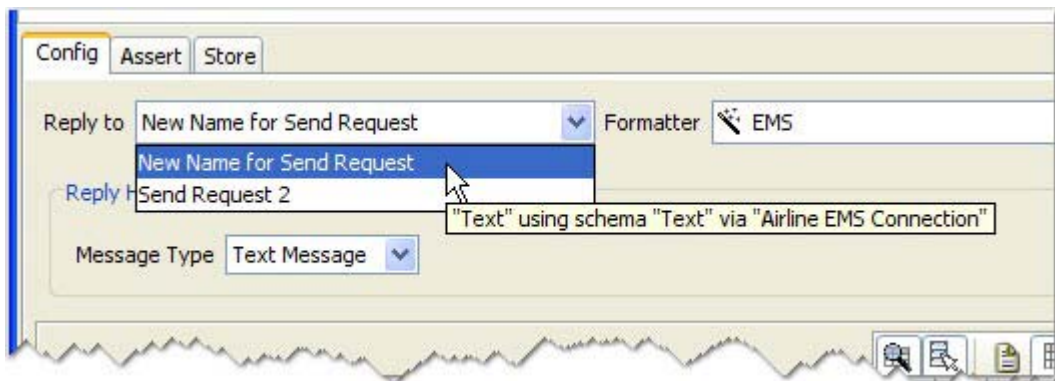 Config Assert Store
Reply to New Name for Send Request Formatter EMS
New Name for Send Request
Reply H Send Request 2
"Text" using schema "Text" via "Airline EMS Connection"
Message Type Text Message